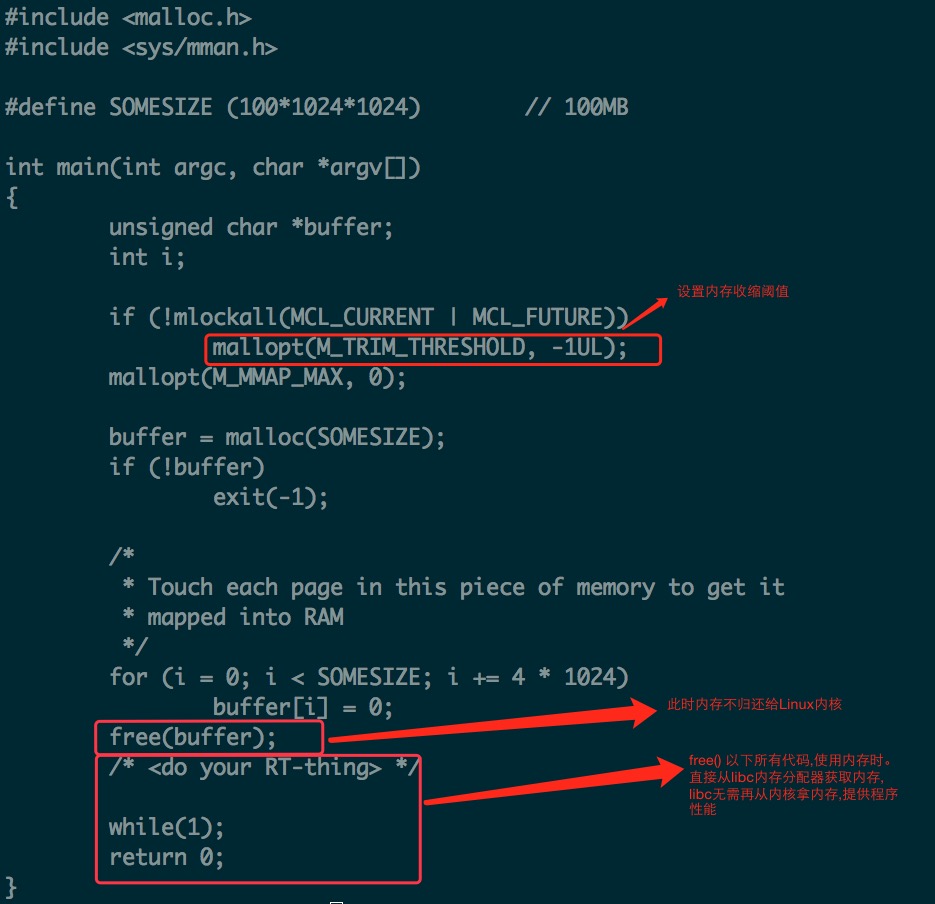 #include <malloc.h>
#include <sys/mman.h>
#define SOMESIZE (100*1024*1024)        // 100MB
int main(int argc, char *argv[])
{
        unsigned char *buffer;
        int i;
设置内存收缩阈值
        if (!mlockall(MCL_CURRENT | MCL_FUTURE))
                mallopt(M_TRIM_THRESHOLD, -1UL);
        mallopt(M_MMAP_MAX, 0);
        buffer = malloc(SOMESIZE);
        if (!buffer)
                exit(-1);
        /*
         * Touch each page in this piece of memory to get it
         * mapped into RAM
         */
        for (i = 0; i < SOMESIZE; i += 4 * 1024)
                buffer[i] = 0;
此时内存不归还给Linux内核
        free(buffer);
        /* <do your RT-thing> */
free() 以下所有代码,使用内存时。
直接从libc内存分配器获取内存,
libc无需再从内核拿内存,提供程序
性能
        while(1);
        return 0;
}